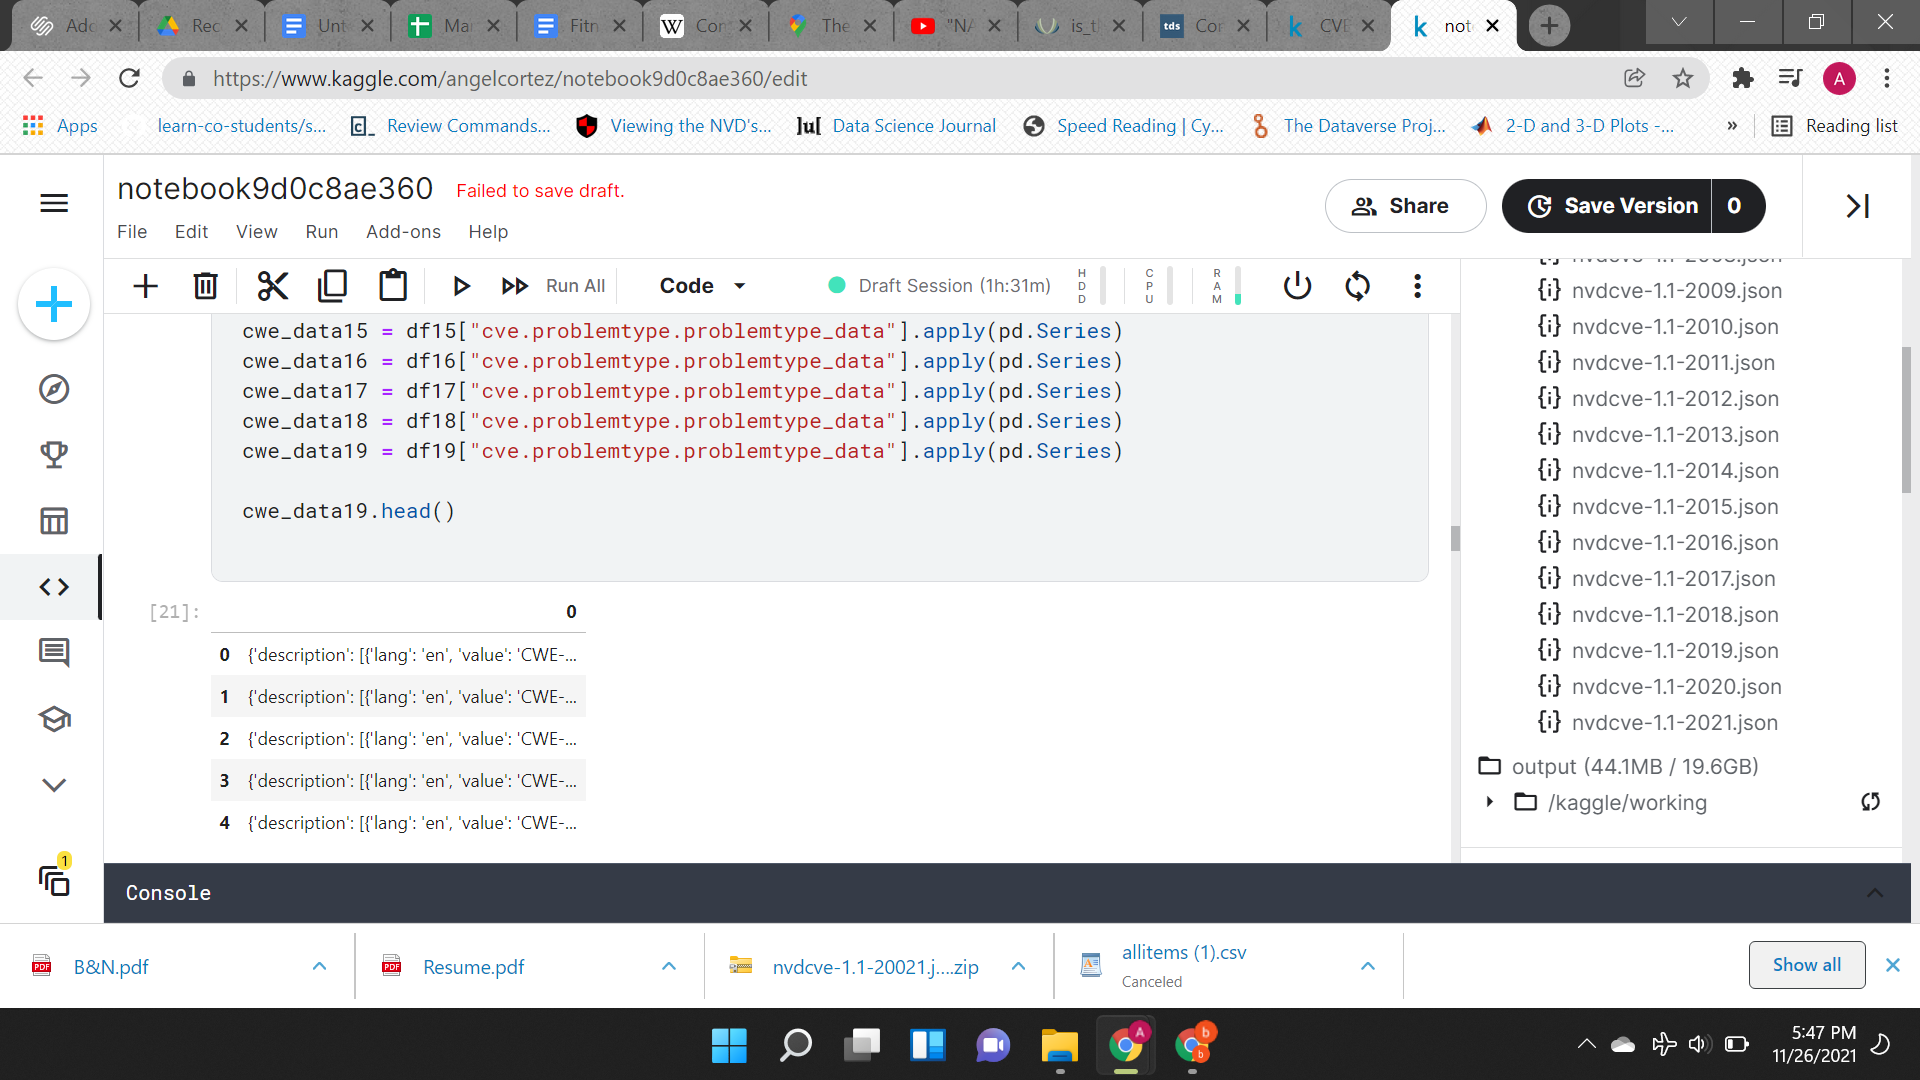 Ado
Rec
Unt
Mar
Fitn
W Con
The
"NA
is_tl
tds Cor
k CVE
k note
https://www.kaggle.com/angelcortez/notebook9d0c8ae360/edit
A
Apps
learn-co-students/s...
c_ Review Commands...
Viewing the NVD's...
]u[ Data Science Journal
Speed Reading | Cy...
The Dataverse Proj...
2-D and 3-D Plots -...
»
Reading list
notebook9d0c8ae360
Failed to save draft.
Share
Save Version
0
File
Edit
View
Run
Add-ons
Help
Run All
Code
Draft Session (1h:31m)
HDD
CPU
RAM
cwe_data15 = df15["cve.problemtype.problemtype_data"].apply(pd.Series)
cwe_data16 = df16["cve.problemtype.problemtype_data"].apply(pd.Series)
cwe_data17 = df17["cve.problemtype.problemtype_data"].apply(pd.Series)
cwe_data18 = df18["cve.problemtype.problemtype_data"].apply(pd.Series)
cwe_data19 = df19["cve.problemtype.problemtype_data"].apply(pd.Series)
cwe_data19.head()
[21]:
0
0 {'description': [{'lang': 'en', 'value': 'CWE-...
1 {'description': [{'lang': 'en', 'value': 'CWE-...
2 {'description': [{'lang': 'en', 'value': 'CWE-...
3 {'description': [{'lang': 'en', 'value': 'CWE-...
4 {'description': [{'lang': 'en', 'value': 'CWE-...
{i} nvdcve-1.1-2009.json
{i} nvdcve-1.1-2010.json
{i} nvdcve-1.1-2011.json
{i} nvdcve-1.1-2012.json
{i} nvdcve-1.1-2013.json
{i} nvdcve-1.1-2014.json
{i} nvdcve-1.1-2015.json
{i} nvdcve-1.1-2016.json
{i} nvdcve-1.1-2017.json
{i} nvdcve-1.1-2018.json
{i} nvdcve-1.1-2019.json
{i} nvdcve-1.1-2020.json
{i} nvdcve-1.1-2021.json
output (44.1MB / 19.6GB)
/kaggle/working
1
Console
PDF B&N.pdf
PDF Resume.pdf
nvdcve-1.1-20021.j....zip
allitems (1).csv
Canceled
Show all
A
b
b
5:47 PM
11/26/2021